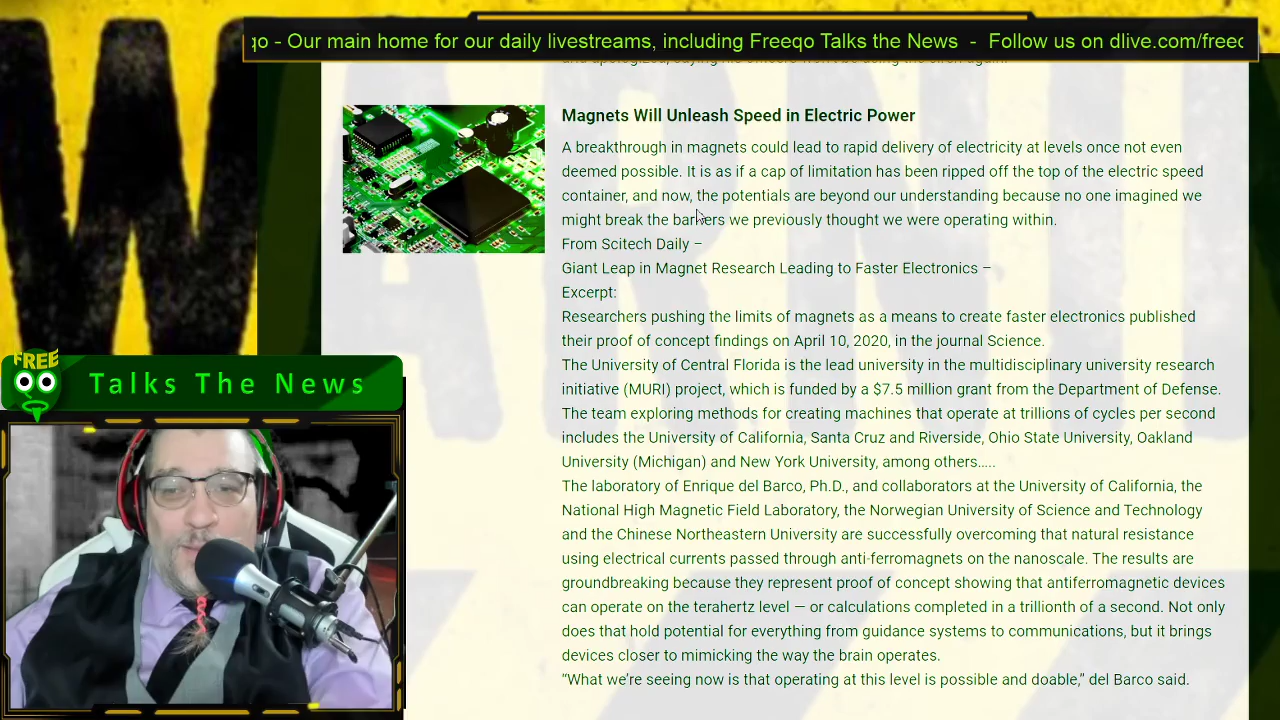 qo - Our main home for our daily livestreams, including Freeqo Talks the News - Follow us on dlive.com/freec
and apologized, saying his officers won't be using the siren again.
Magnets Will Unleash Speed in Electric Power
A breakthrough in magnets could lead to rapid delivery of electricity at levels once not even
deemed possible. It is as if a cap of limitation has been ripped off the top of the electric speed
container, and now, the potentials are beyond our understanding because no one imagined we
might break the barriers we previously thought we were operating within.
From Scitech Daily –
Giant Leap in Magnet Research Leading to Faster Electronics –
Excerpt:
Researchers pushing the limits of magnets as a means to create faster electronics published
their proof of concept findings on April 10, 2020, in the journal Science.
The University of Central Florida is the lead university in the multidisciplinary university research
initiative (MURI) project, which is funded by a $7.5 million grant from the Department of Defense.
The team exploring methods for creating machines that operate at trillions of cycles per second
includes the University of California, Santa Cruz and Riverside, Ohio State University, Oakland
University (Michigan) and New York University, among others…..
The laboratory of Enrique del Barco, Ph.D., and collaborators at the University of California, the
National High Magnetic Field Laboratory, the Norwegian University of Science and Technology
and the Chinese Northeastern University are successfully overcoming that natural resistance
using electrical currents passed through anti-ferromagnets on the nanoscale. The results are
groundbreaking because they represent proof of concept showing that antiferromagnetic devices
can operate on the terahertz level — or calculations completed in a trillionth of a second. Not only
does that hold potential for everything from guidance systems to communications, but it brings
devices closer to mimicking the way the brain operates.
“What we’re seeing now is that operating at this level is possible and doable,” del Barco said.
FREE
Talks The News